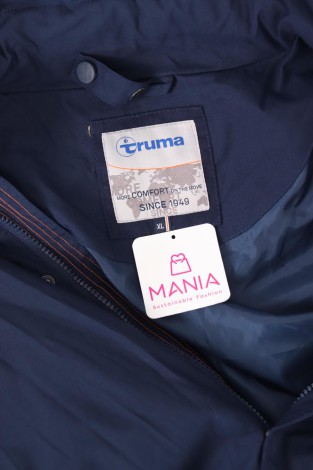 truma
MORE COMFORT ON THE MOVE
SINCE 1949
XL
MANIA
Sustainable Fashion